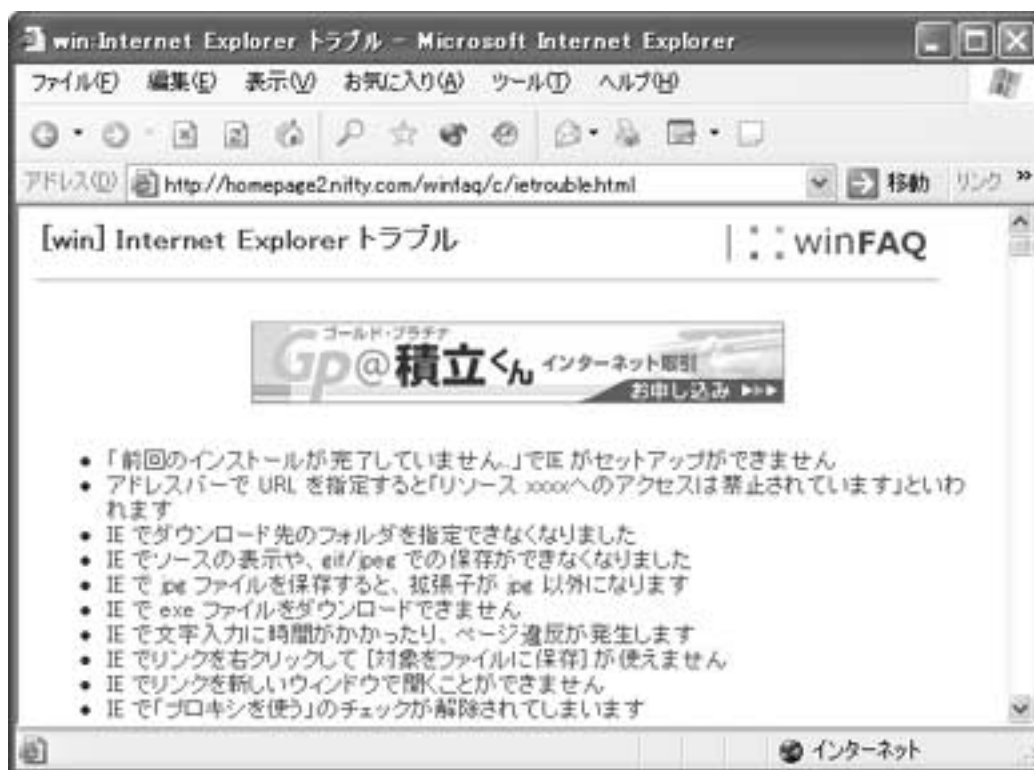 win-Internet Explorer トラブル - Microsoft Internet Explorer
ファイル(F) 編集(E) 表示(V) お気に入り(A) ツール(T) ヘルプ(H)
アドレス(D) http://homepage2.nifty.com/winfaq/c/ietrouble.html 移動 リンク »
[win] Internet Explorer トラブル
winFAQ
ゴールド・プラチナ
Gp@積立くん インターネット取引
お申し込み
• 「前回のインストールが完了していません..」で IE がセットアップができません
• アドレスバーで URL を指定すると「リソース xxxxへのアクセスは禁止されています」といわ
れます
• IE でダウンロード先のフォルダを指定できなくなりました
• IE でソースの表示や、gif/jpeg での保存ができなくなりました
• IE で jpg ファイルを保存すると、拡張子が jpg 以外になります
• IE で exe ファイルをダウンロードできません
• IE で文字入力に時間がかかったり、ページ違反が発生します
• IE でリンクを右クリックして [対象をファイルに保存] が使えません
• IE でリンクを新しいウィンドウで開くことができません
• IE で「プロキシを使う」のチェックが解除されてしまいます
インターネット